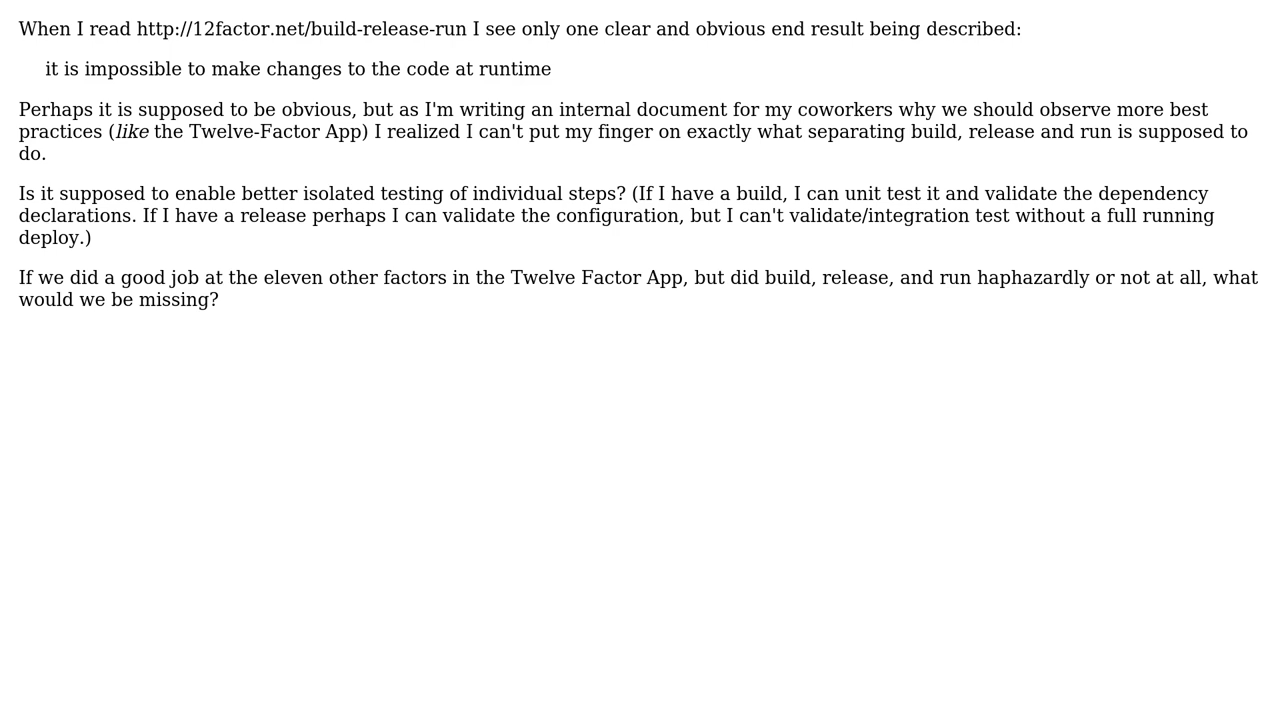 When I read http://12factor.net/build-release-run I see only one clear and obvious end result being described:
it is impossible to make changes to the code at runtime
Perhaps it is supposed to be obvious, but as I'm writing an internal document for my coworkers why we should observe more best
practices (like the Twelve-Factor App) I realized I can't put my finger on exactly what separating build, release and run is supposed to
do.
Is it supposed to enable better isolated testing of individual steps? (If I have a build, I can unit test it and validate the dependency
declarations. If I have a release perhaps I can validate the configuration, but I can't validate/integration test without a full running
deploy.)
If we did a good job at the eleven other factors in the Twelve Factor App, but did build, release, and run haphazardly or not at all, what
would we be missing?